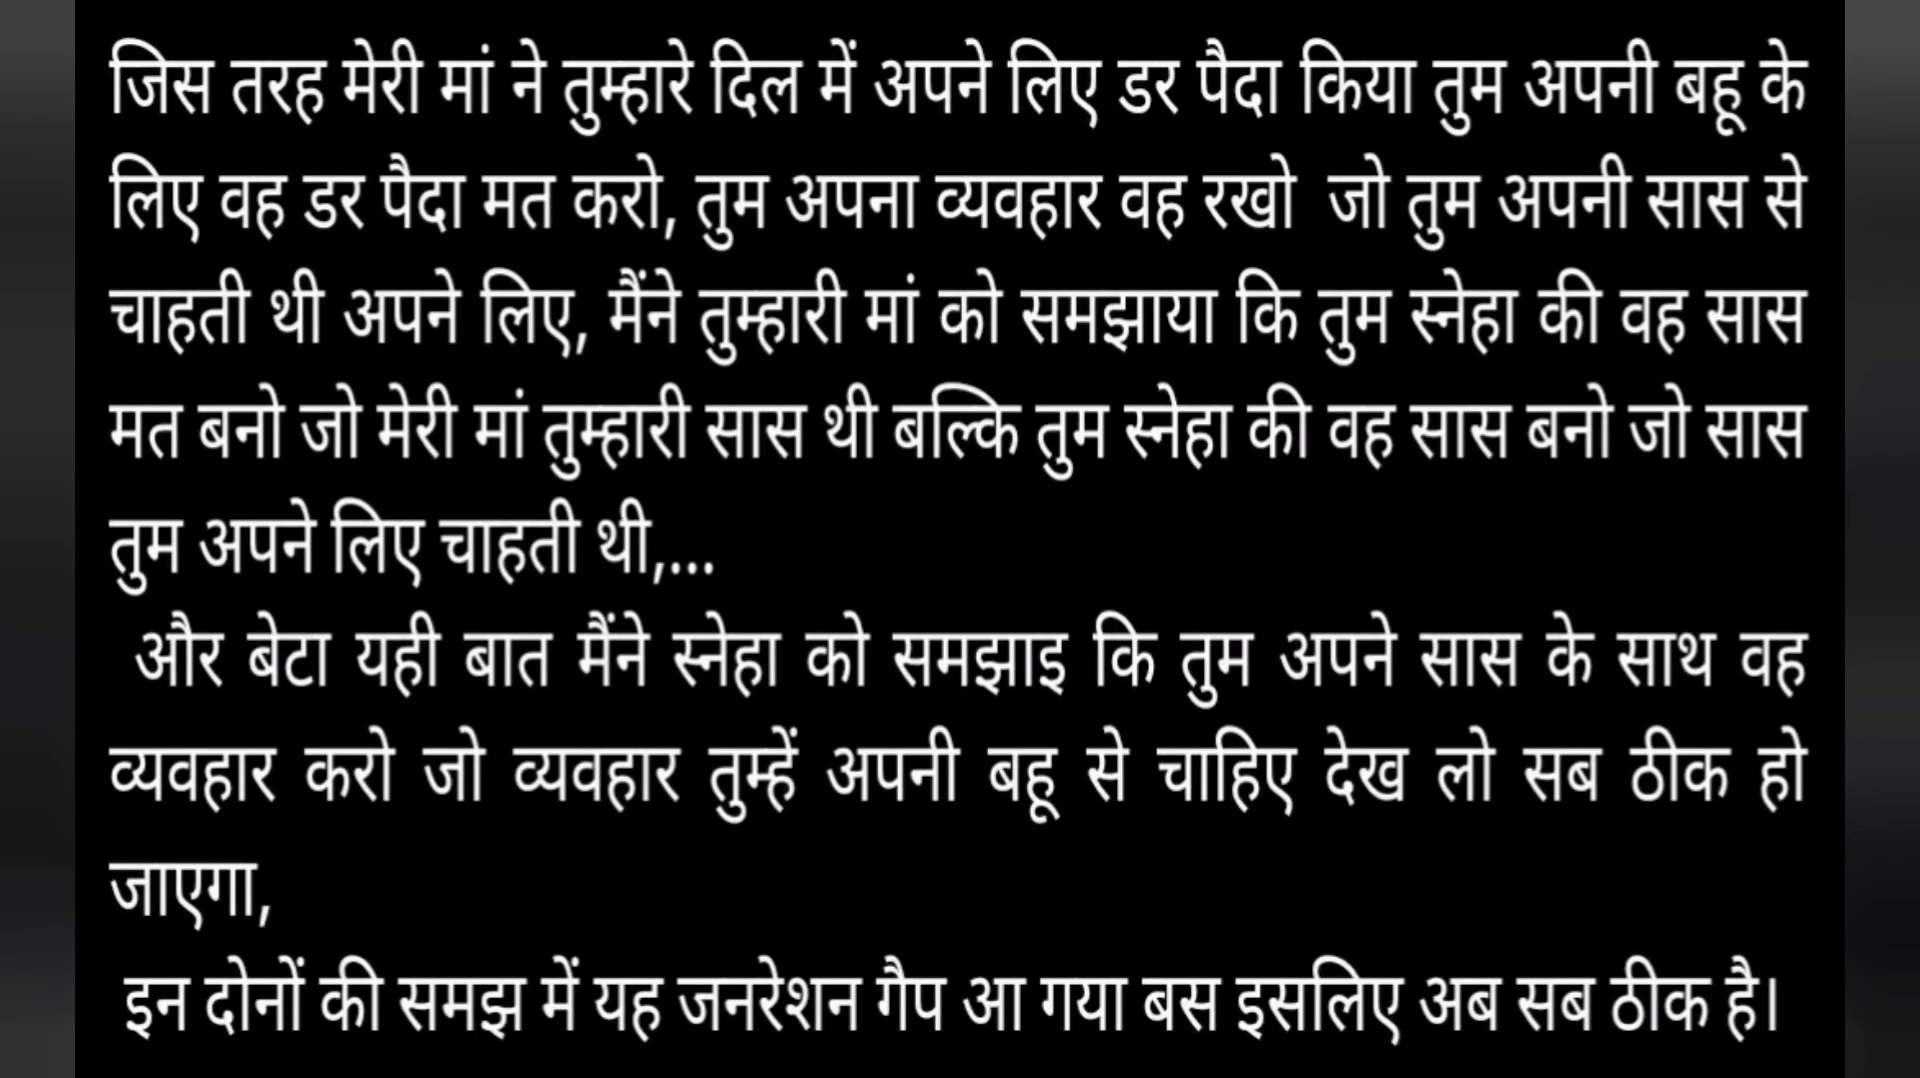 जिस तरह मेरी मां ने तुम्हारे दिल में अपने लिए डर पैदा किया तुम अपनी बहू के
लिए वह डर पैदा मत करो, तुम अपना व्यवहार वह रखो जो तुम अपनी सास से
चाहती थी अपने लिए, मैंने तुम्हारी मां को समझाया कि तुम स्नेहा की वह सास
मत बनो जो मेरी मां तुम्हारी सास थी बल्कि तुम स्नेहा की वह सास बनो जो सास
तुम अपने लिए चाहती थी,...
और बेटा यही बात मैंने स्नेहा को समझाइ कि तुम अपने सास के साथ वह
व्यवहार करो जो व्यवहार तुम्हें अपनी बहू से चाहिए देख लो सब ठीक हो
जाएगा,
इन दोनों की समझ में यह जनरेशन गैप आ गया बस इसलिए अब सब ठीक है।